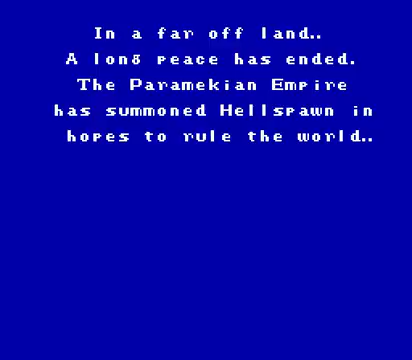 In a far off land..
A long peace has ended.
The Paramekian Empire
has summoned Hellspawn in
hopes to rule the world..